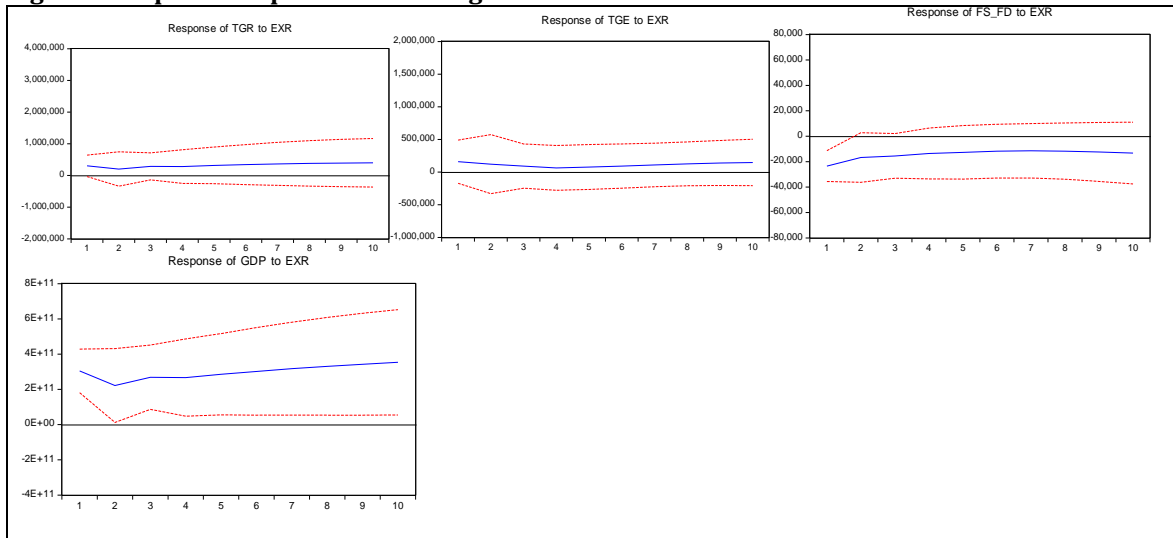 Response of TGR to EXR
4,000,000
3,000,000
2,000,000
1,000,000
0
-1,000,000
-2,000,000
1 2 3 4 5 6 7 8 9 10
Response of TGE to EXR
2,000,000
1,500,000
1,000,000
500,000
0
-500,000
-1,000,000
1 2 3 4 5 6 7 8 9 10
Response of FS_FD to EXR
80,000
60,000
40,000
20,000
0
-20,000
-40,000
-60,000
-80,000
1 2 3 4 5 6 7 8 9 10
Response of GDP to EXR
8E+11
6E+11
4E+11
2E+11
0E+00
-2E+11
-4E+11
1 2 3 4 5 6 7 8 9 10